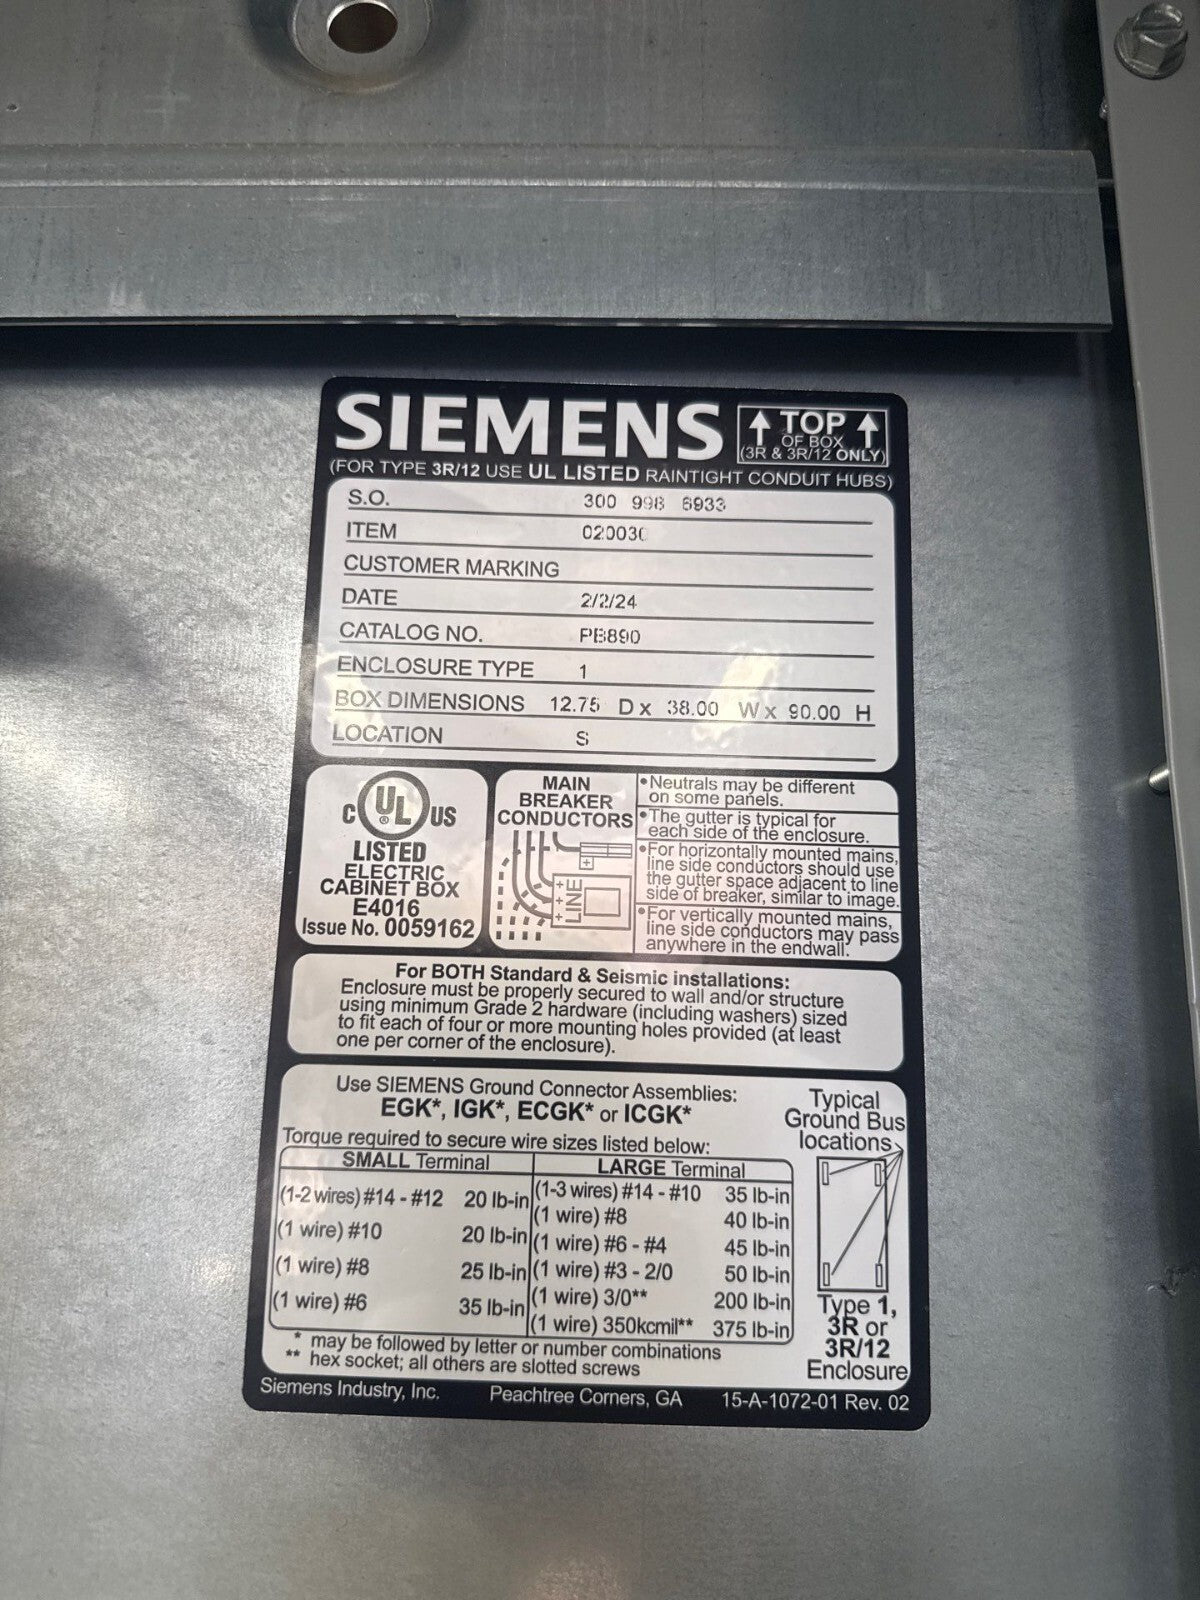 SIEMENS
↑ TOP ↑
OF BOX
(3R & 3R/12 ONLY)
(FOR TYPE 3R/12 USE UL LISTED RAINTIGHT CONDUIT HUBS)
S.O. 300 998 6933
ITEM 020030
CUSTOMER MARKING
DATE 2/2/24
CATALOG NO. PB890
ENCLOSURE TYPE 1
BOX DIMENSIONS 12.75 D x 38.00 W x 90.00 H
LOCATION S
C UL ® US
LISTED
ELECTRIC
CABINET BOX
E4016
Issue No. 0059162
MAIN
BREAKER
CONDUCTORS
LINE
•Neutrals may be different
on some panels.
•The gutter is typical for
each side of the enclosure.
•For horizontally mounted mains,
line side conductors should use
the gutter space adjacent to line
side of breaker, similar to image.
•For vertically mounted mains,
line side conductors may pass
anywhere in the endwall.
For BOTH Standard & Seismic installations:
Enclosure must be properly secured to wall and/or structure
using minimum Grade 2 hardware (including washers) sized
to fit each of four or more mounting holes provided (at least
one per corner of the enclosure).
Use SIEMENS Ground Connector Assemblies:
EGK*, IGK*, ECGK* or ICGK*
Torque required to secure wire sizes listed below:
SMALL Terminal
(1-2 wires) #14 - #12 20 lb-in
(1 wire) #10 20 lb-in
(1 wire) #8 25 lb-in
(1 wire) #6 35 lb-in
LARGE Terminal
(1-3 wires) #14 - #10 35 lb-in
(1 wire) #8 40 lb-in
(1 wire) #6 - #4 45 lb-in
(1 wire) #3 - 2/0 50 lb-in
(1 wire) 3/0** 200 lb-in
(1 wire) 350kcmil** 375 lb-in
* may be followed by letter or number combinations
** hex socket; all others are slotted screws
Typical
Ground Bus
locations
Type 1,
3R or
3R/12
Enclosure
Siemens Industry, Inc. Peachtree Corners, GA 15-A-1072-01 Rev. 02